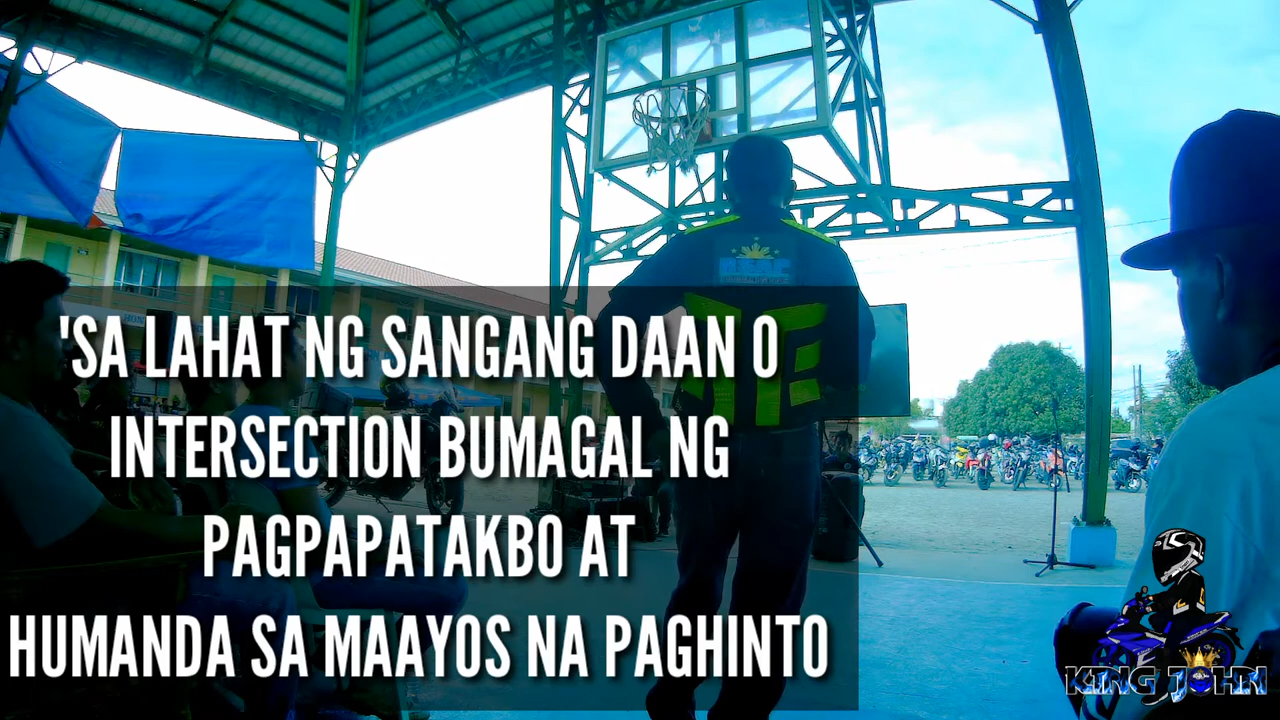 'SA LAHAT NG SANGANG DAAN O
INTERSECTION BUMAGAL NG
PAGPAPATAKBO AT
HUMANDA SA MAAYOS NA PAGHINTO
KING JOHN